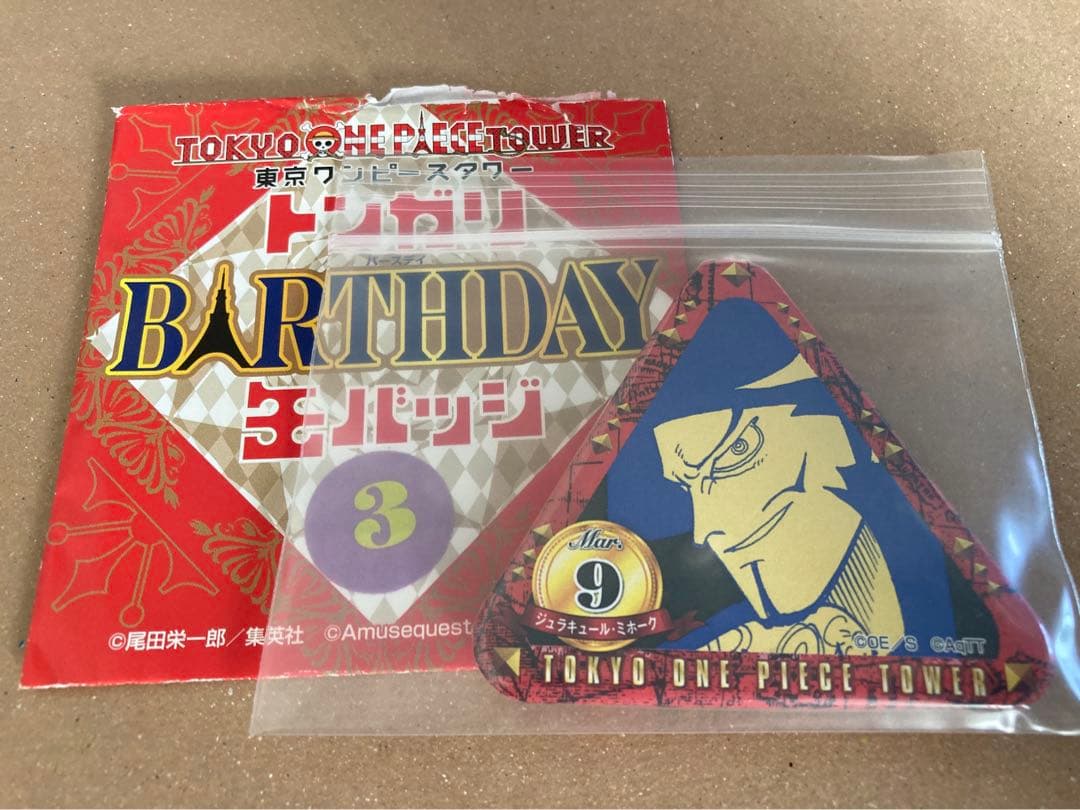 TOKYO ONE PIECE TOWER
東京ワンピースタワー
トンガリ
バースデイ
BIRTHDAY
缶バッジ
3
©尾田栄一郎/集英社 ©Amusequest
Mar.
9
ジュラキュール・ミホーク
©OE/S ©AqTT
TOKYO ONE PIECE TOWER